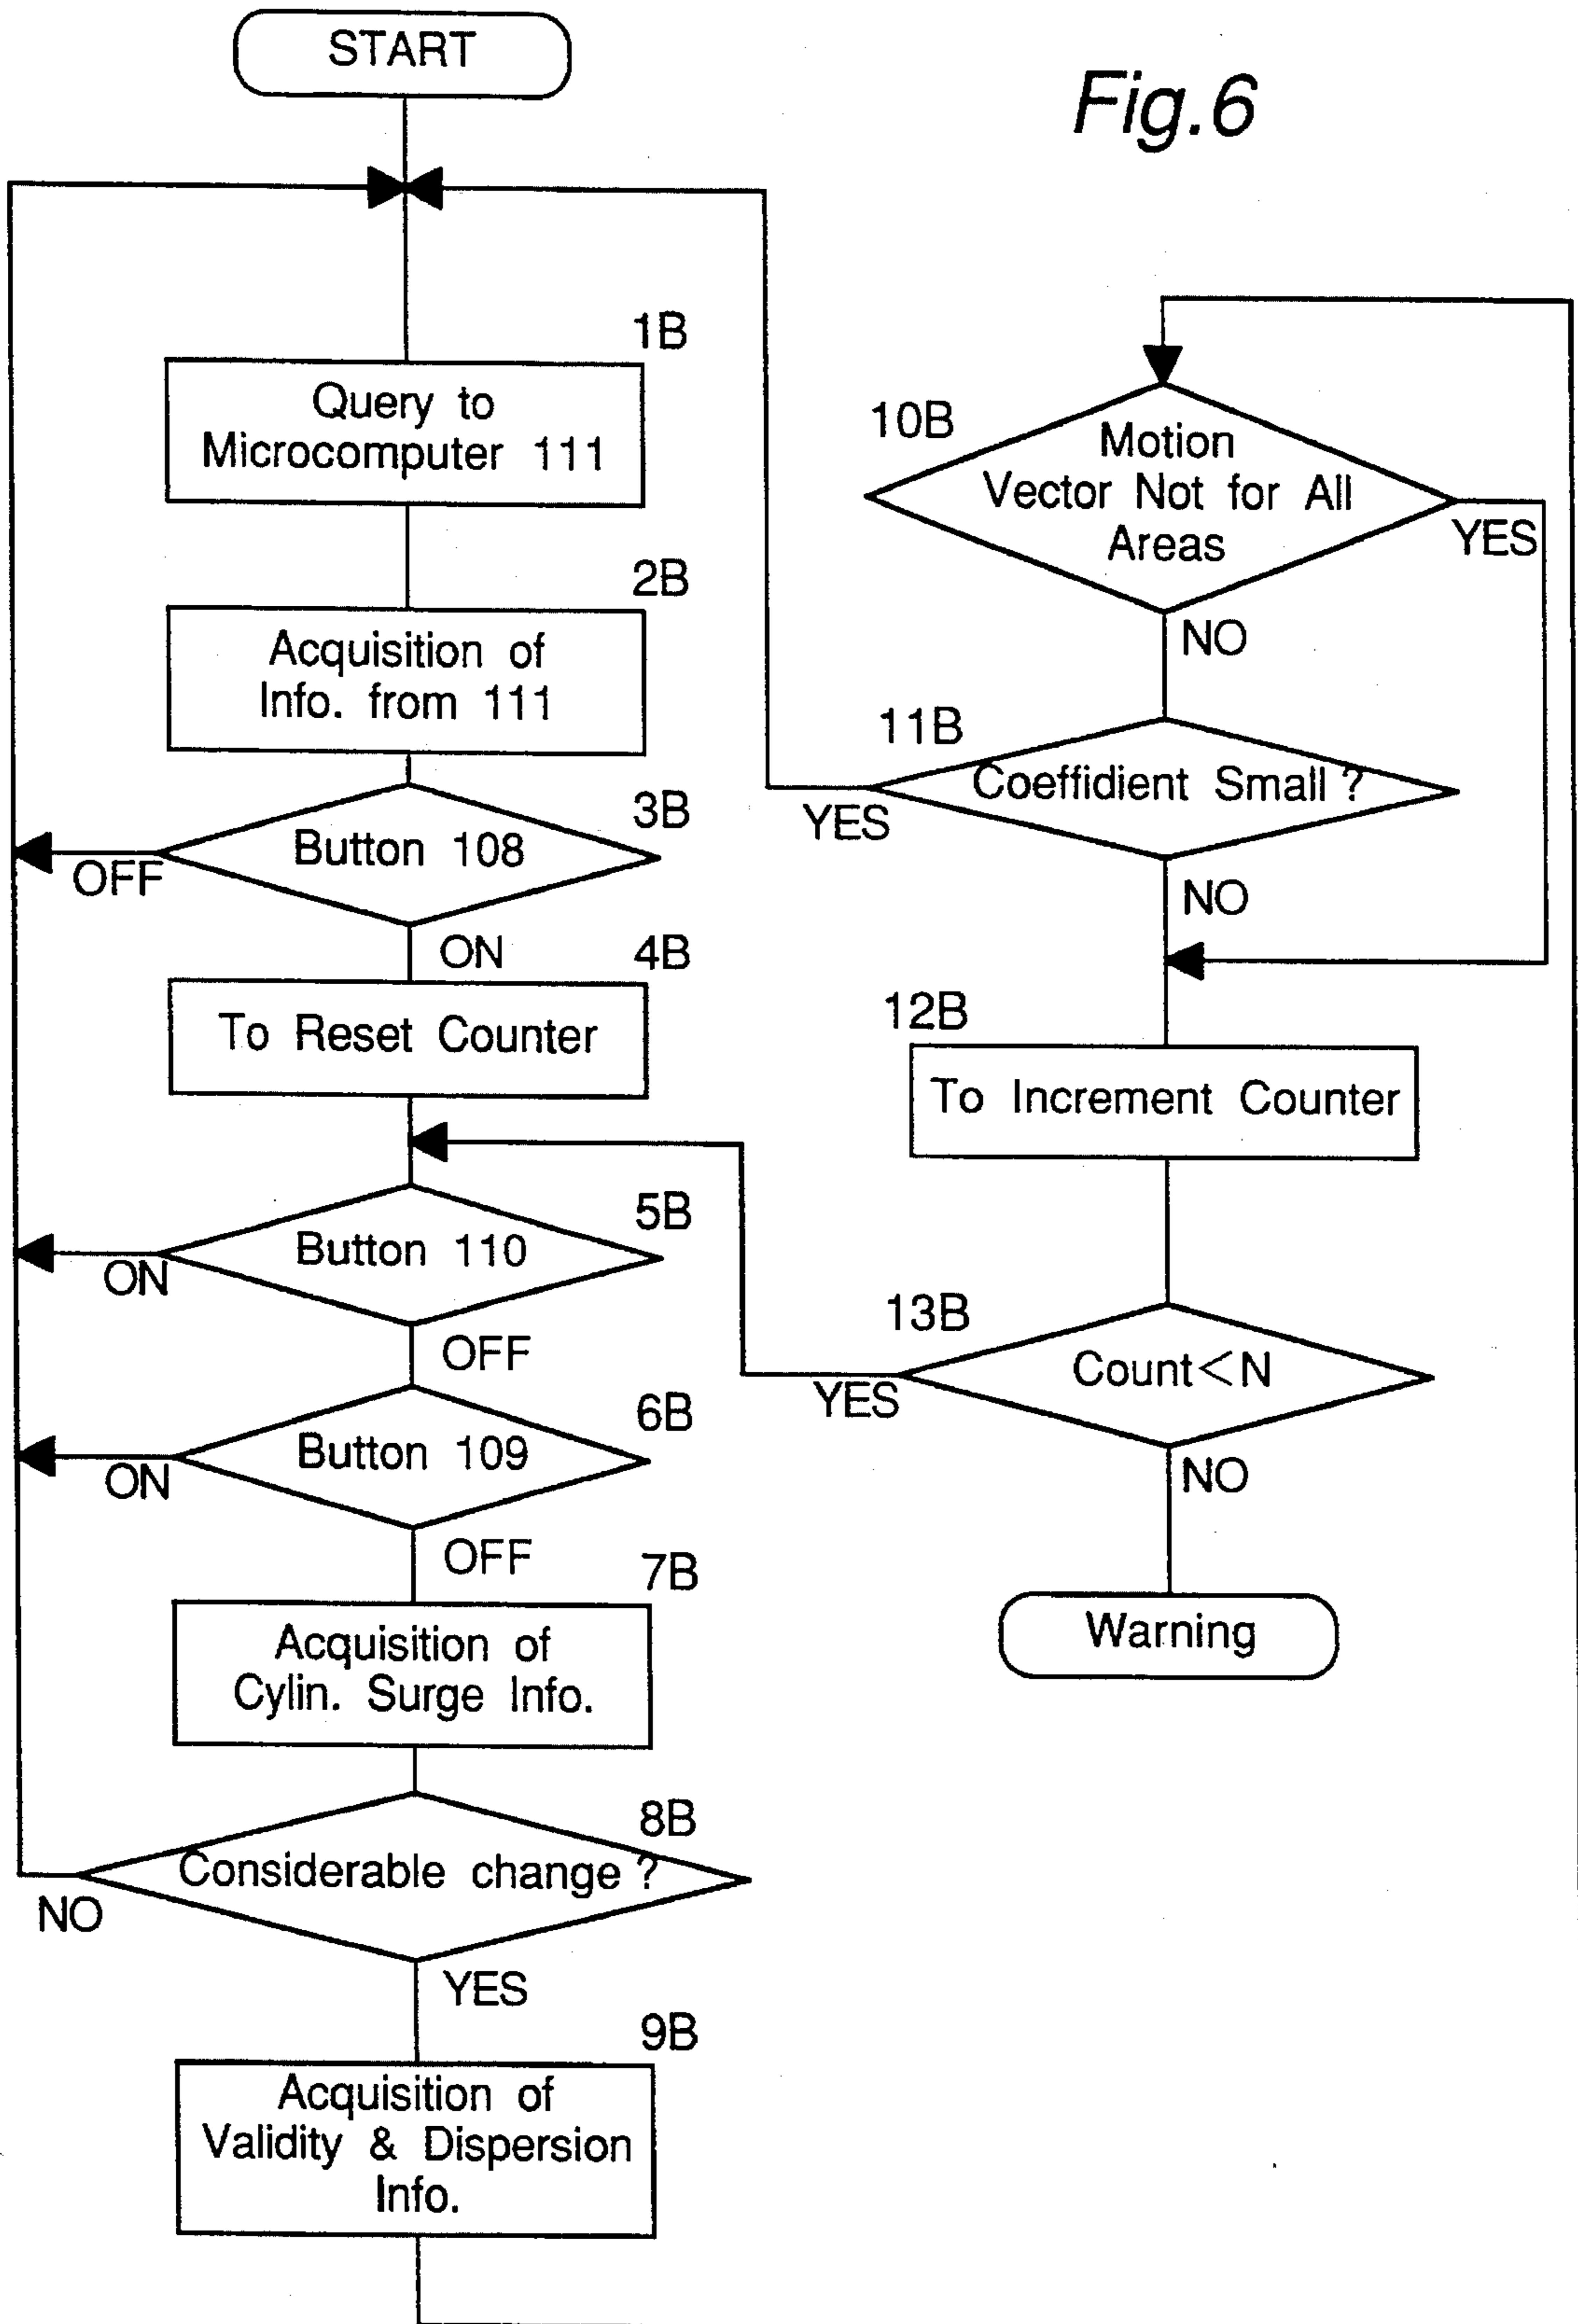 Fig.6
START
1B
Query to
Microcomputer 111
2B
Acquisition of
Info. from 111
3B
Button 108
OFF
ON
4B
To Reset Counter
5B
Button 110
ON
OFF
6B
Button 109
ON
OFF
7B
Acquisition of
Cylin. Surge Info.
8B
Considerable change ?
NO
YES
9B
Acquisition of
Validity & Dispersion
Info.
10B
Motion
Vector Not for All
Areas
YES
NO
11B
Coeffidient Small ?
YES
NO
12B
To Increment Counter
13B
Count<N
YES
NO
Warning